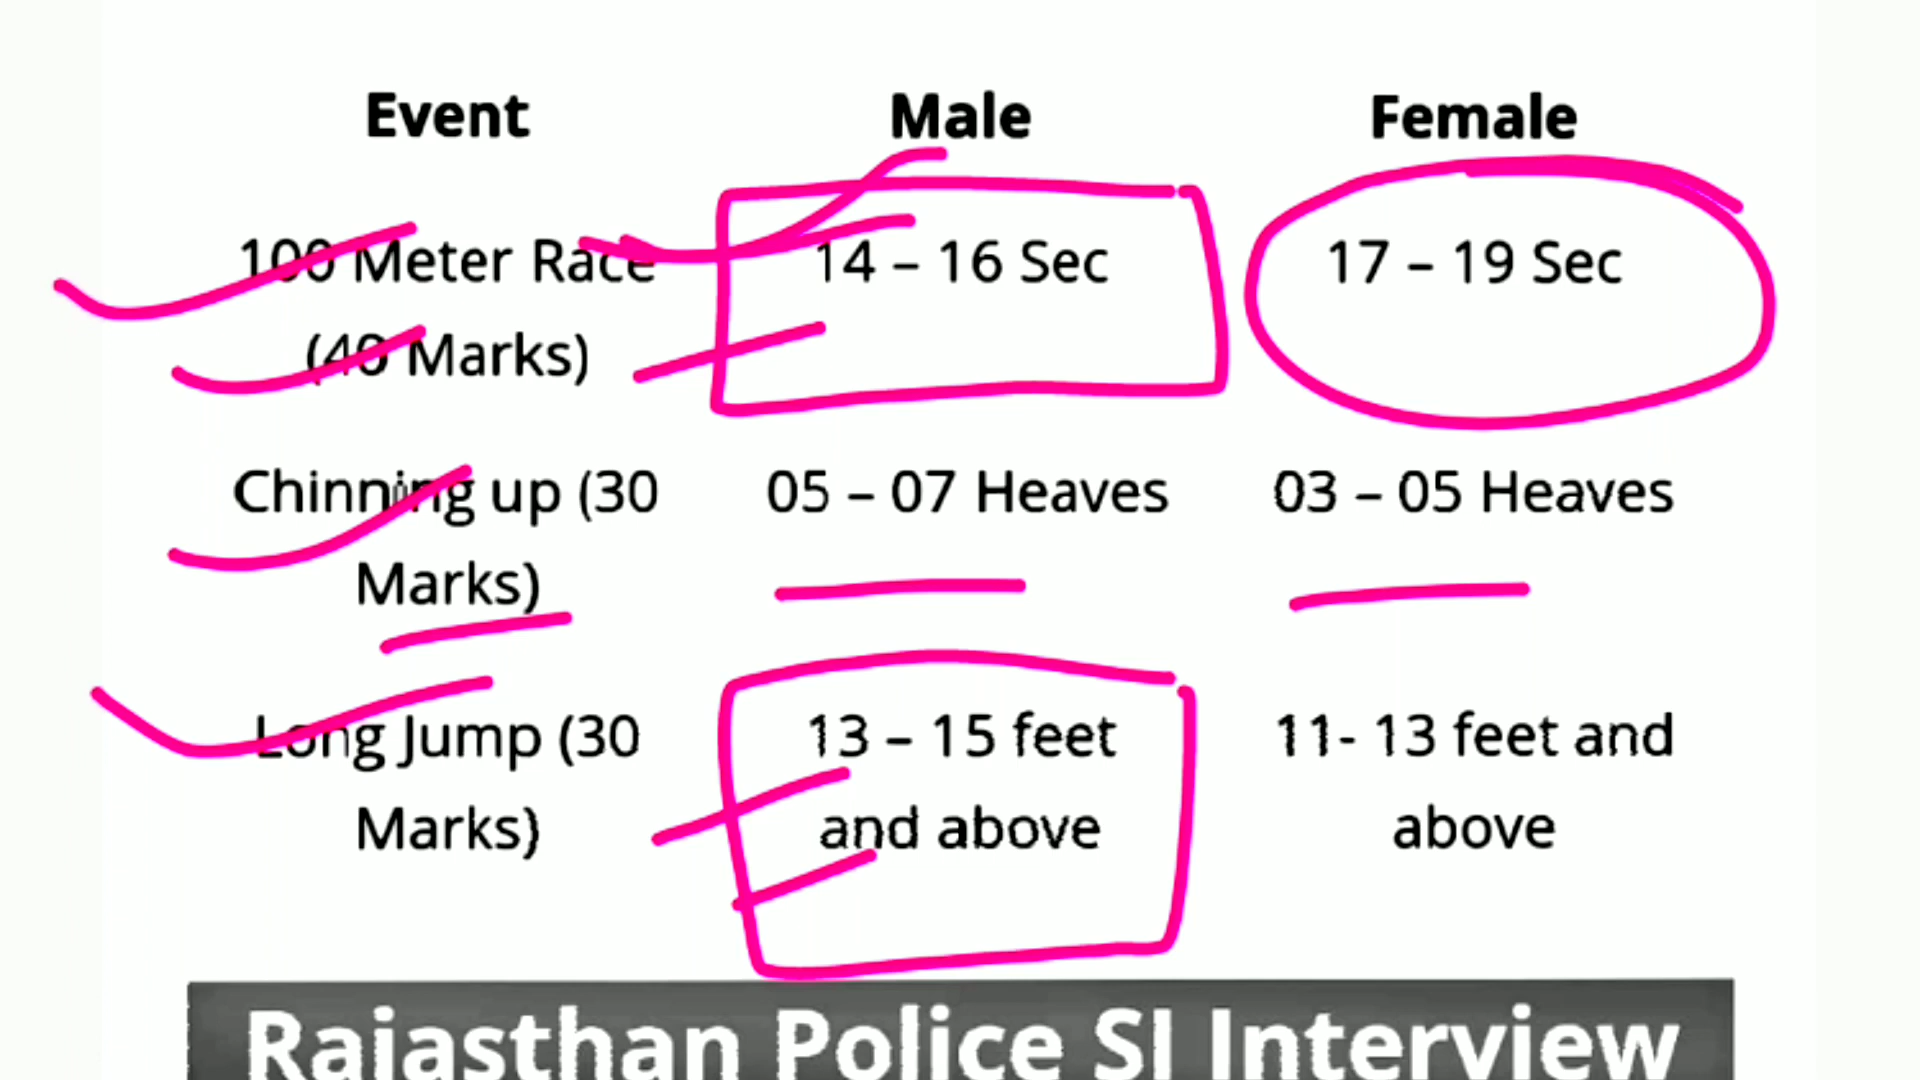 Event Male Female
100 Meter Race 14 – 16 Sec 17 – 19 Sec
(40 Marks)
Chinning up (30 05 – 07 Heaves 03 – 05 Heaves
Marks)
Long Jump (30 13 – 15 feet 11- 13 feet and
Marks) and above above
Rajasthan Police SI Interview